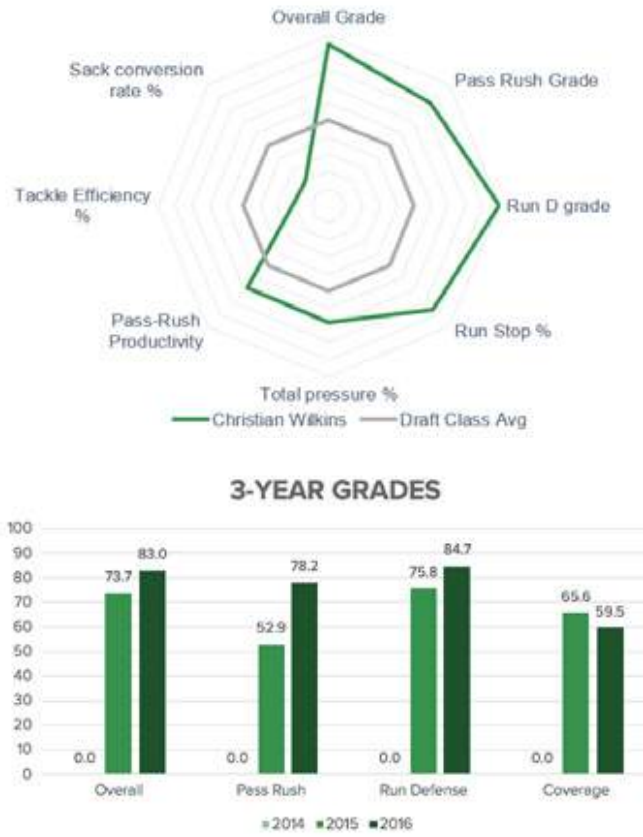 Overall Grade
Sack conversion
rate %
Pass Rush Grade
Tackle Efficiency
%
Run D grade
Pass-Rush
Productivity
Run Stop %
Total pressure %
Christian Wilkins Draft Class Avg
3-YEAR GRADES
100
90
80
70
60
50
40
30
20
10
0
0.0 73.7 83.0
0.0 52.9 78.2
0.0 75.8 84.7
0.0 65.6 59.5
Overall Pass Rush Run Defense Coverage
2014 2015 2016